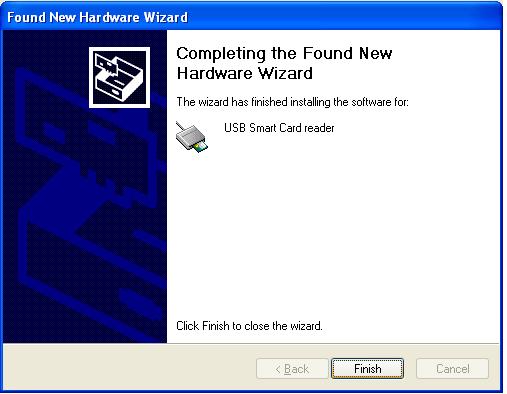 Found New Hardware Wizard
Completing the Found New
Hardware Wizard
The wizard has finished installing the software for:
USB Smart Card reader
Click Finish to close the wizard.
< Back
Finish
Cancel